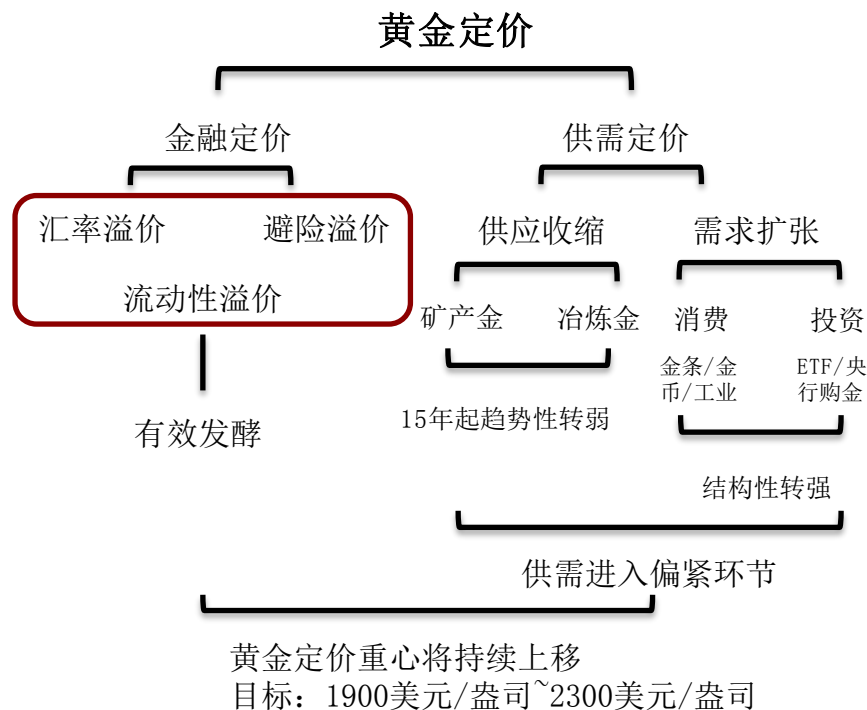 黄金定价
金融定价
供需定价
汇率溢价
避险溢价
流动性溢价
供应收缩
需求扩张
矿产金
冶炼金
消费
投资
金条/金
币/工业
ETF/央
行购金
有效发酵
15年起趋势性转弱
结构性转强
供需进入偏紧环节
黄金定价重心将持续上移
目标：1900美元/盎司~2300美元/盎司